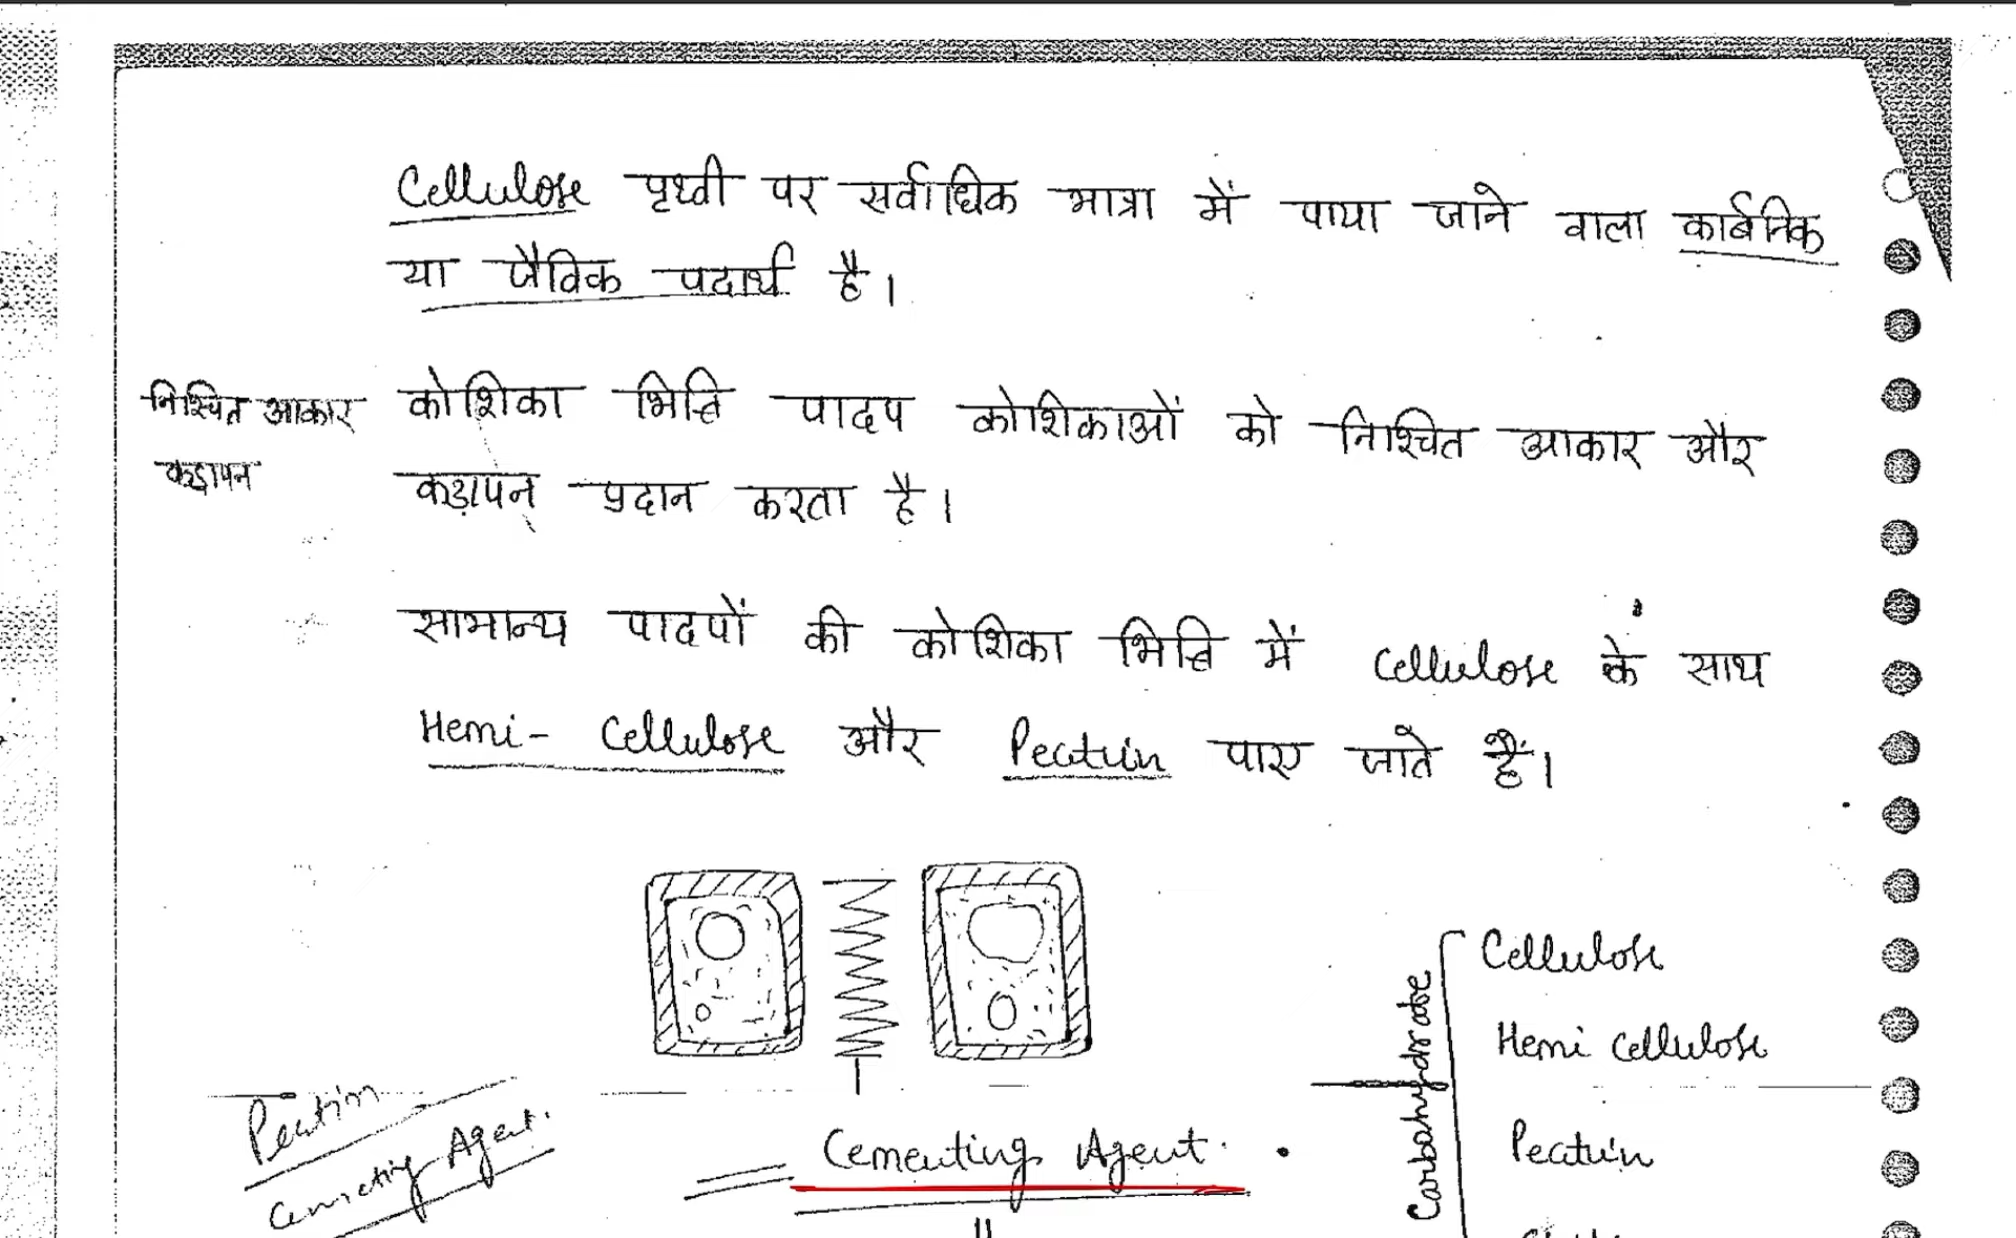 Cellulose पृथ्वी पर सर्वाधिक मात्रा में पाया जाने वाला कार्बनिक
या जैविक पदार्थ है।
निश्चित आकार
कड़ापन
कोशिका भित्ति पादप कोशिकाओं को निश्चित आकार और
कड़ापन प्रदान करता है।
सामान्य पादपों की कोशिका भित्ति में Cellulose के साथ
Hemi-Cellulose और Pectin पाए जाते हैं।
Pectin
Cementing Agent.
Cementing Agent.
Carbohydrate
Cellulose
Hemi Cellulose
Pectin